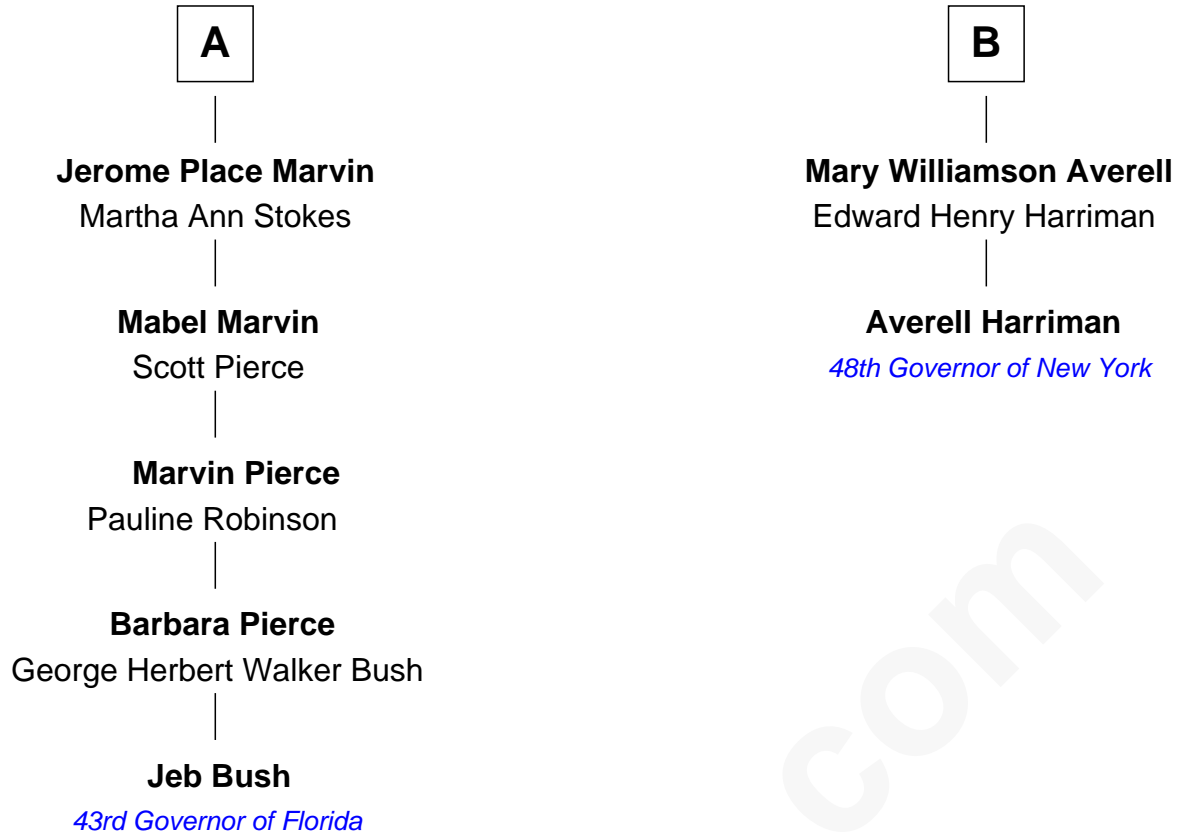 A
Jerome Place Marvin
Martha Ann Stokes
Mabel Marvin
Scott Pierce
Marvin Pierce
Pauline Robinson
Barbara Pierce
George Herbert Walker Bush
Jeb Bush
43rd Governor of Florida
B
Mary Williamson Averell
Edward Henry Harriman
Averell Harriman
48th Governor of New York
com